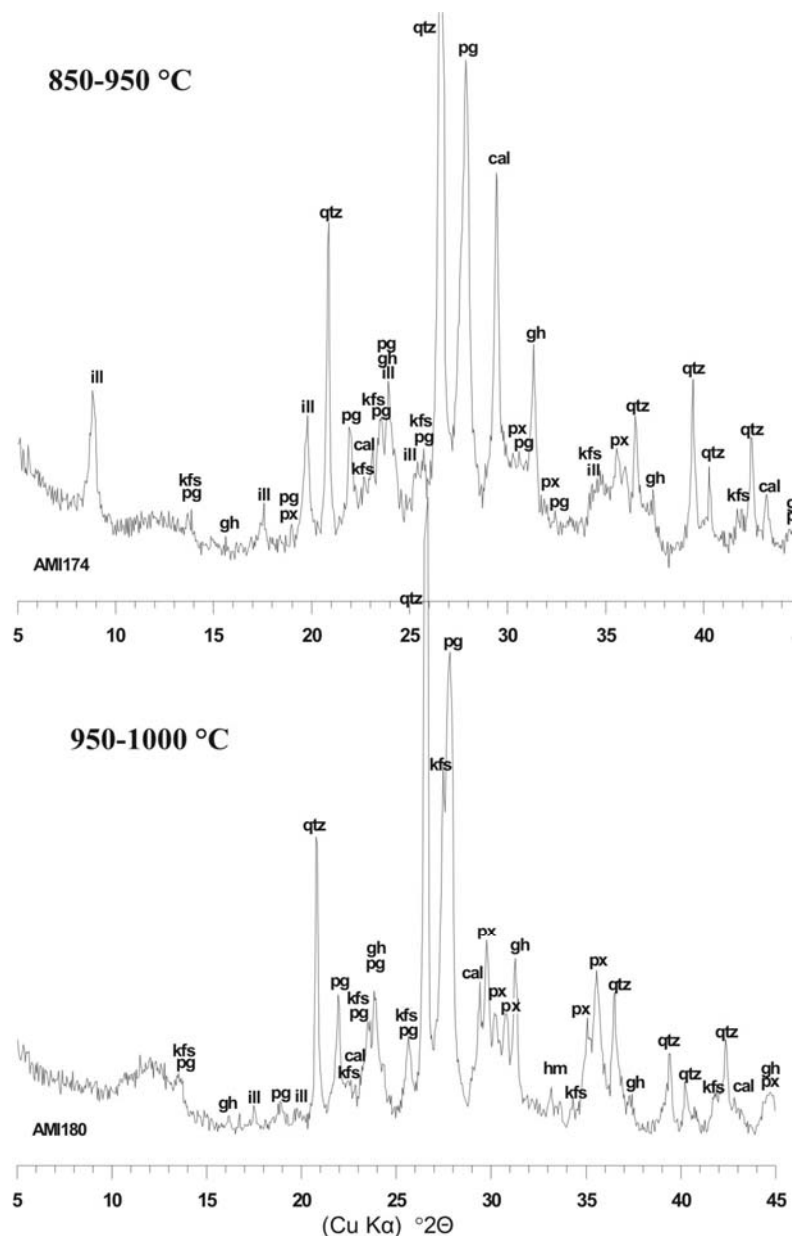 850-950 °C
qtz
pg
cal
qtz
ill
ill
pg
gh
ill
pg
kfs
pg
cal
kfs
kfs
pg
ill
gh
px
pg
px
pg
kfs
ill
px
qtz
gh
qtz
qtz
qtz
kfs
cal
kfs
pg
gh
ill
pg
px
AMI174
5 10 15 20 25 30 35 40
950-1000 °C
qtz
pg
kfs
qtz
pg
gh
pg
kfs
pg
cal
kfs
kfs
pg
cal
px
px
px
gh
px
px
qtz
hm
kfs
gh
qtz
qtz
qtz
kfs
cal
gh
px
kfs
pg
gh
ill
pg
ill
AMI180
5 10 15 20 25 30 35 40 45
(Cu Kα) °2Θ